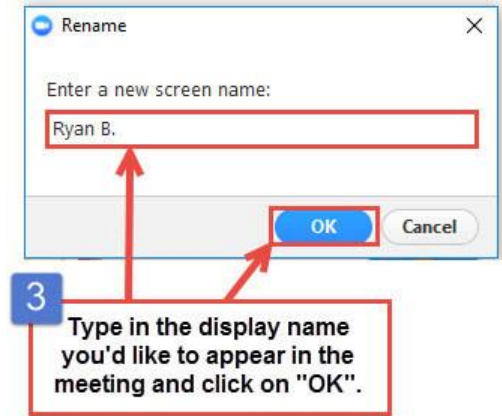 Rename
Enter a new screen name:
Ryan B.
OK Cancel
3
Type in the display name
you'd like to appear in the
meeting and click on "OK".